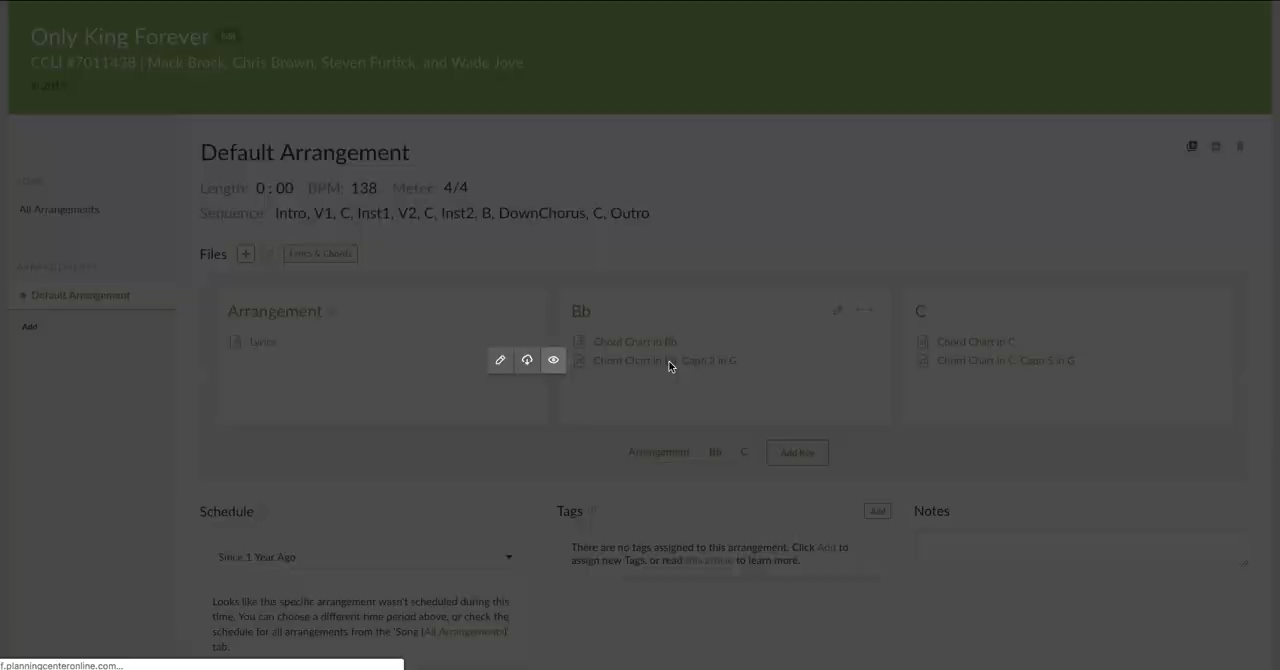 Only King Forever Edit
CCLI #7011438 | Mack Brock, Chris Brown, Steven Furtick, and Wade Joye
© 2013
Default Arrangement
Length: 0:00 BPM: 138 Meter: 4/4
Sequence: Intro, V1, C, Inst1, V2, C, Inst2, B, DownChorus, C, Outro
All Arrangements
Files + Lyrics & Chords
ARRANGEMENTS
Default Arrangement
Add
Arrangement
Lyrics
Bb
Chord Chart in Bb
Chord Chart in Capo 3 in G
C
Chord Chart in C
Chord Chart in C, Capo 5 in G
Arrangement Bb C Add Key
Schedule
Since 1 Year Ago
Looks like this specific arrangement wasn't scheduled during this
time. You can choose a different time period above, or check the
schedule for all arrangements from the 'Song (All Arrangements)'
tab.
Tags Add
There are no tags assigned to this arrangement. Click Add to
assign new Tags, or read this article to learn more.
Notes
f.planningcenteronline.com...